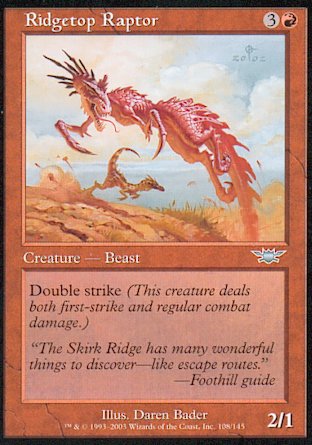 Ridgetop Raptor 3
Creature — Beast
Double strike (This creature deals
both first-strike and regular combat
damage.)
"The Skirk Ridge has many wonderful
things to discover—like escape routes."
—Foothill guide
2/1
Illus. Daren Bader
™ & © 1993–2003 Wizards of the Coast, Inc. 108/145